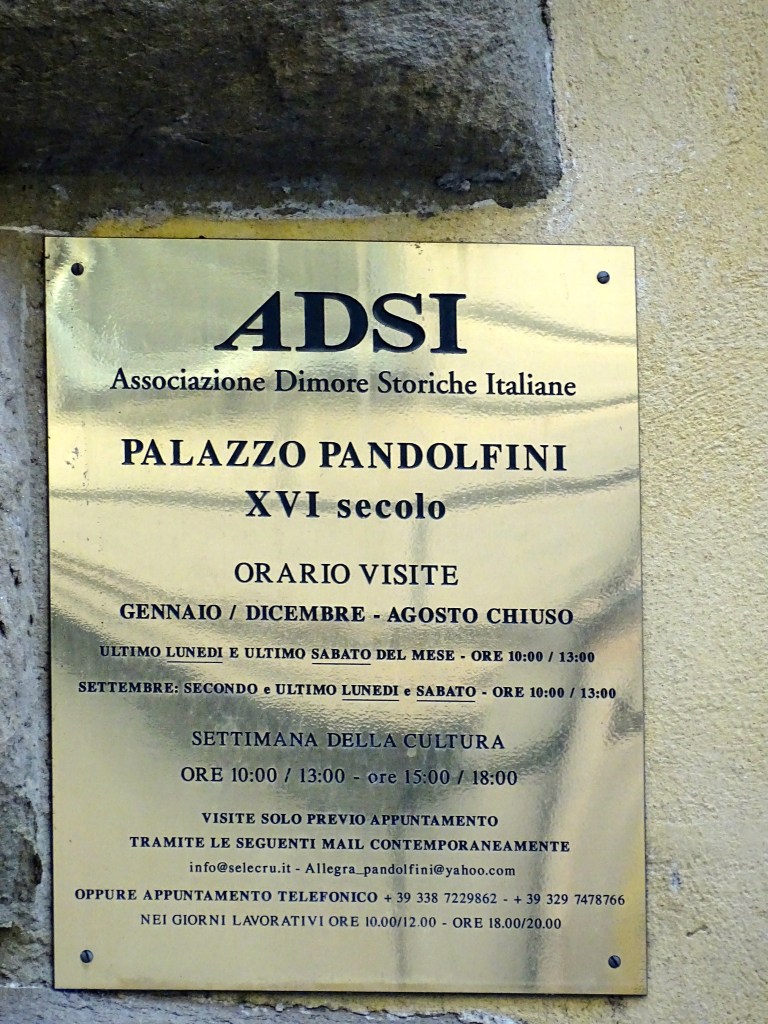 ADSI
Associazione Dimore Storiche Italiane
PALAZZO PANDOLFINI
XVI secolo
ORARIO VISITE
GENNAIO / DICEMBRE - AGOSTO CHIUSO
ULTIMO LUNEDI E ULTIMO SABATO DEL MESE - ORE 10:00 / 13:00
SETTEMBRE: SECONDO e ULTIMO LUNEDI e SABATO - ORE 10:00 / 13:00
SETTIMANA DELLA CULTURA
ORE 10:00 / 13:00 - ore 15:00 / 18:00
VISITE SOLO PREVIO APPUNTAMENTO
TRAMITE LE SEGUENTI MAIL CONTEMPORANEAMENTE
info@selecru.it - Allegra_pandolfini@yahoo.com
OPPURE APPUNTAMENTO TELEFONICO + 39 338 7229862 - + 39 329 7478766
NEI GIORNI LAVORATIVI ORE 10.00/12.00 - ORE 18.00/20.00